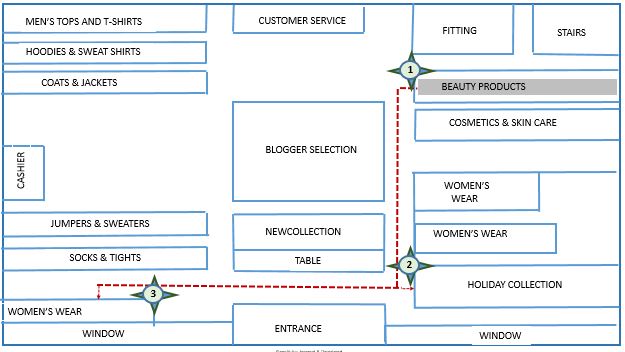 MEN'S TOPS AND T-SHIRTS
CUSTOMER SERVICE
FITTING
STAIRS
HOODIES & SWEAT SHIRTS
1
COATS & JACKETS
BEAUTY PRODUCTS
COSMETICS & SKIN CARE
BLOGGER SELECTION
CASHIER
WOMEN'S
WEAR
JUMPERS & SWEATERS
NEWCOLLECTION
WOMEN'S WEAR
SOCKS & TIGHTS
TABLE
2
HOLIDAY COLLECTION
3
WOMEN'S WEAR
WINDOW
ENTRANCE
WINDOW